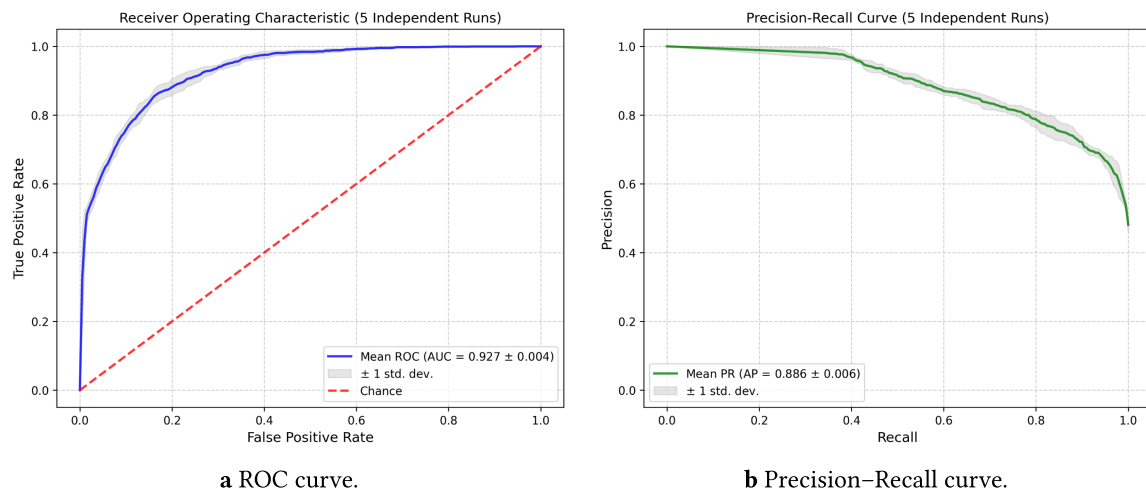 Receiver Operating Characteristic (5 Independent Runs)
1.0
0.8
0.6
0.4
0.2
0.0
True Positive Rate
Mean ROC (AUC = 0.927 ± 0.004)
± 1 std. dev.
Chance
0.0 0.2 0.4 0.6 0.8 1.0
False Positive Rate
a ROC curve.
Precision-Recall Curve (5 Independent Runs)
1.0
0.8
0.6
0.4
0.2
0.0
Precision
Mean PR (AP = 0.886 ± 0.006)
± 1 std. dev.
0.0 0.2 0.4 0.6 0.8 1.0
Recall
b Precision–Recall curve.